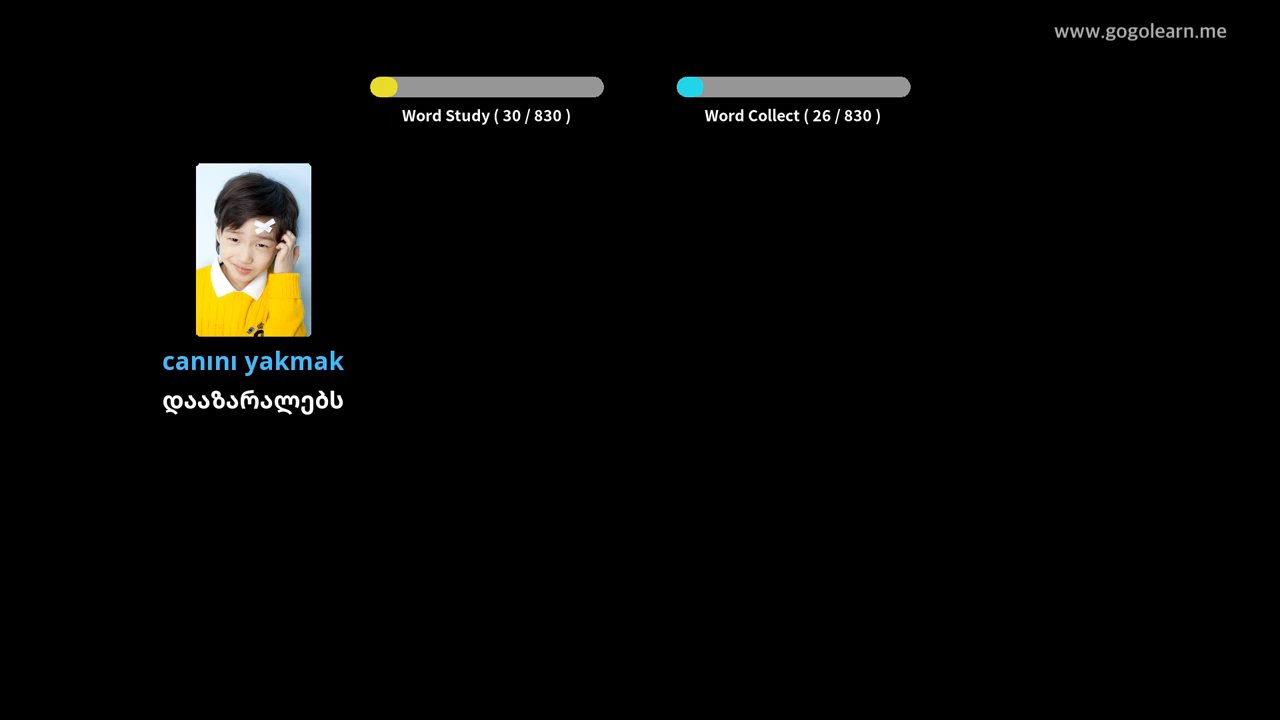 www.gogolearn.me
Word Study ( 30 / 830 )
Word Collect ( 26 / 830 )
canını yakmak
დააზარალებს